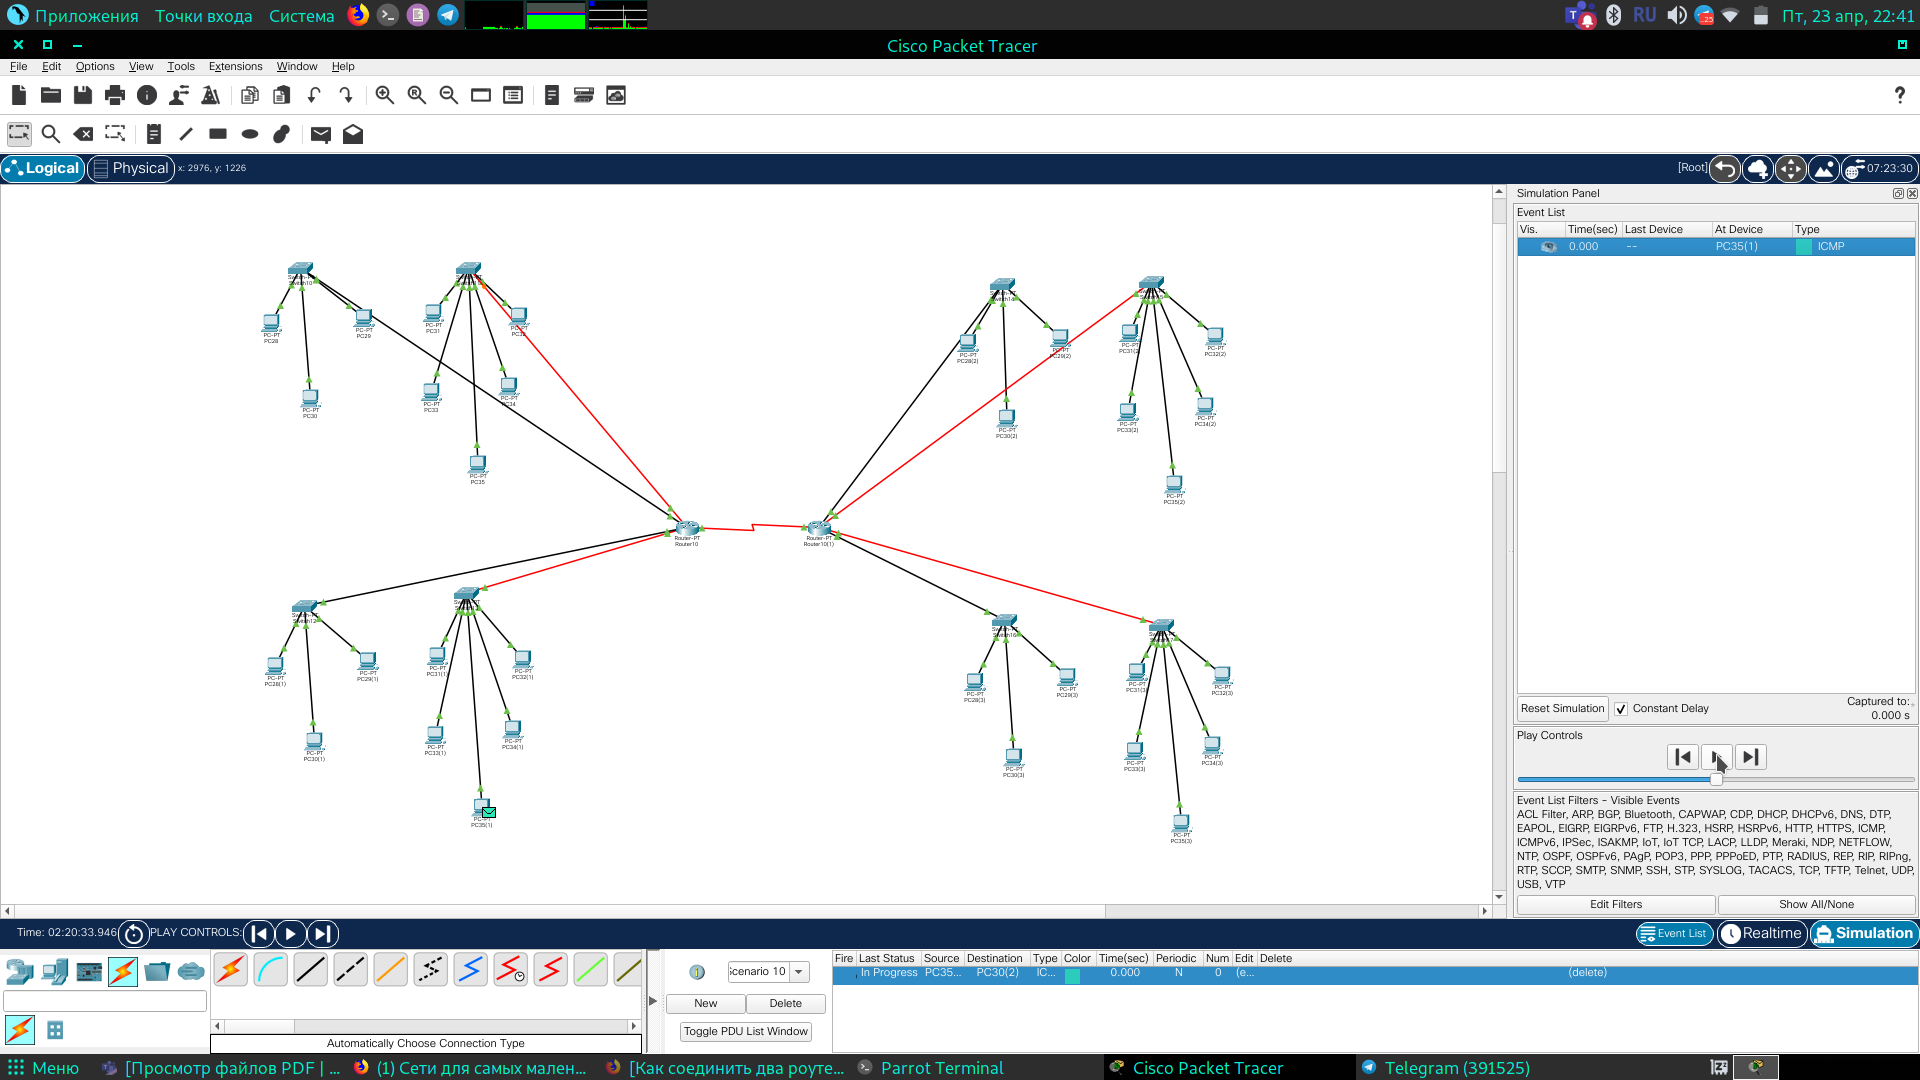 Приложения Точки входа Система
RU
Пт, 23 апр, 22:41
Cisco Packet Tracer
File Edit Options View Tools Extensions Window Help
Logical Physical x: 2976, y: 1226
[Root] 07:23:30
Simulation Panel
Event List
Vis. Time(sec) Last Device At Device Type
0.000 -- PC35(1) ICMP
PC-PT
PC28
PC-PT
PC29
PC-PT
PC30
PC-PT
PC31
PC-PT
PC33
PC-PT
PC34
PC-PT
PC35
PC-PT
PC28(2)
PC-PT
PC29(2)
PC-PT
PC30(2)
PC-PT
PC31(2)
PC-PT
PC32(2)
PC-PT
PC33(2)
PC-PT
PC34(2)
PC-PT
PC35(2)
Router-PT
Router10
Router-PT
Router10(1)
PC-PT
PC28(1)
PC-PT
PC29(1)
PC-PT
PC30(1)
PC-PT
PC31(1)
PC-PT
PC32(1)
PC-PT
PC33(1)
PC-PT
PC34(1)
PC35(1)
PC-PT
PC28(3)
PC-PT
PC29(3)
PC-PT
PC30(3)
PC-PT
PC31(3)
PC-PT
PC32(3)
PC-PT
PC33(3)
PC-PT
PC34(3)
PC-PT
PC35(3)
Reset Simulation Constant Delay
Captured to:
0.000 s
Play Controls
Event List Filters - Visible Events
ACL Filter, ARP, BGP, Bluetooth, CAPWAP, CDP, DHCP, DHCPv6, DNS, DTP,
EAPOL, EIGRP, EIGRPv6, FTP, H.323, HSRP, HSRPv6, HTTP, HTTPS, ICMP,
ICMPv6, IPSec, ISAKMP, IoT, IoT TCP, LACP, LLDP, Meraki, NDP, NETFLOW,
NTP, OSPF, OSPFv6, PAgP, POP3, PPP, PPPoED, PTP, RADIUS, REP, RIP, RIPng,
RTP, SCCP, SMTP, SNMP, SSH, STP, SYSLOG, TACACS, TCP, TFTP, Telnet, UDP,
USB, VTP
Edit Filters Show All/None
Time: 02:20:33.946 PLAY CONTROLS:
Event List Realtime Simulation
Scenario 10
New Delete
Toggle PDU List Window
Fire Last Status Source Destination Type Color Time(sec) Periodic Num Edit Delete
In Progress PC35... PC30(2) IC... 0.000 N 0 (e... (delete)
Automatically Choose Connection Type
Меню [Просмотр файлов PDF | ... (1) Сети для самых мален... [Как соединить два роуте... Parrot Terminal Cisco Packet Tracer Telegram (391525)